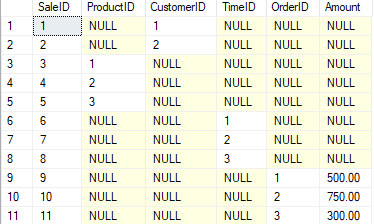 SaleID ProductID CustomerID TimeID OrderID Amount
1 1 NULL 1 NULL NULL NULL
2 2 NULL 2 NULL NULL NULL
3 3 1 NULL NULL NULL NULL
4 4 2 NULL NULL NULL NULL
5 5 3 NULL NULL NULL NULL
6 6 NULL NULL 1 NULL NULL
7 7 NULL NULL 2 NULL NULL
8 8 NULL NULL 3 NULL NULL
9 9 NULL NULL NULL 1 500.00
10 10 NULL NULL NULL 2 750.00
11 11 NULL NULL NULL 3 300.00